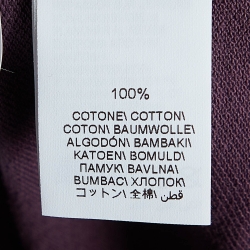 100%
COTONE\ COTTON\
COTON\ BAUMWOLLE\
ALGODÓN\ BAMBAKI\
KATOEN\ BOMULD\
ПАМУК\ BAVLNA\
BUMBAC\ ХЛОПОК\
コットン\ 全棉\ قطن